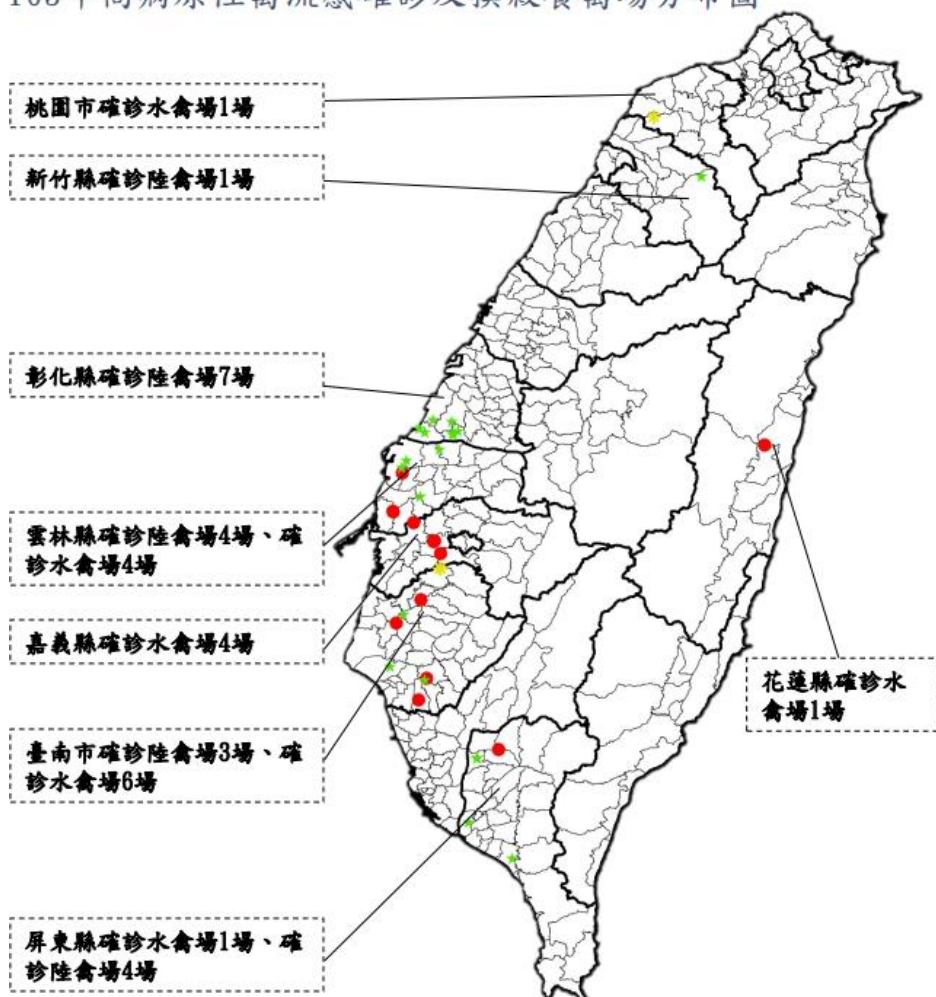 桃園市確診水禽場1場
新竹縣確診陸禽場1場
彰化縣確診陸禽場7場
雲林縣確診陸禽場4場、確
診水禽場4場
嘉義縣確診水禽場4場
臺南市確診陸禽場3場、確
診水禽場6場
屏東縣確診水禽場1場、確
診陸禽場4場
花蓮縣確診水
禽場1場